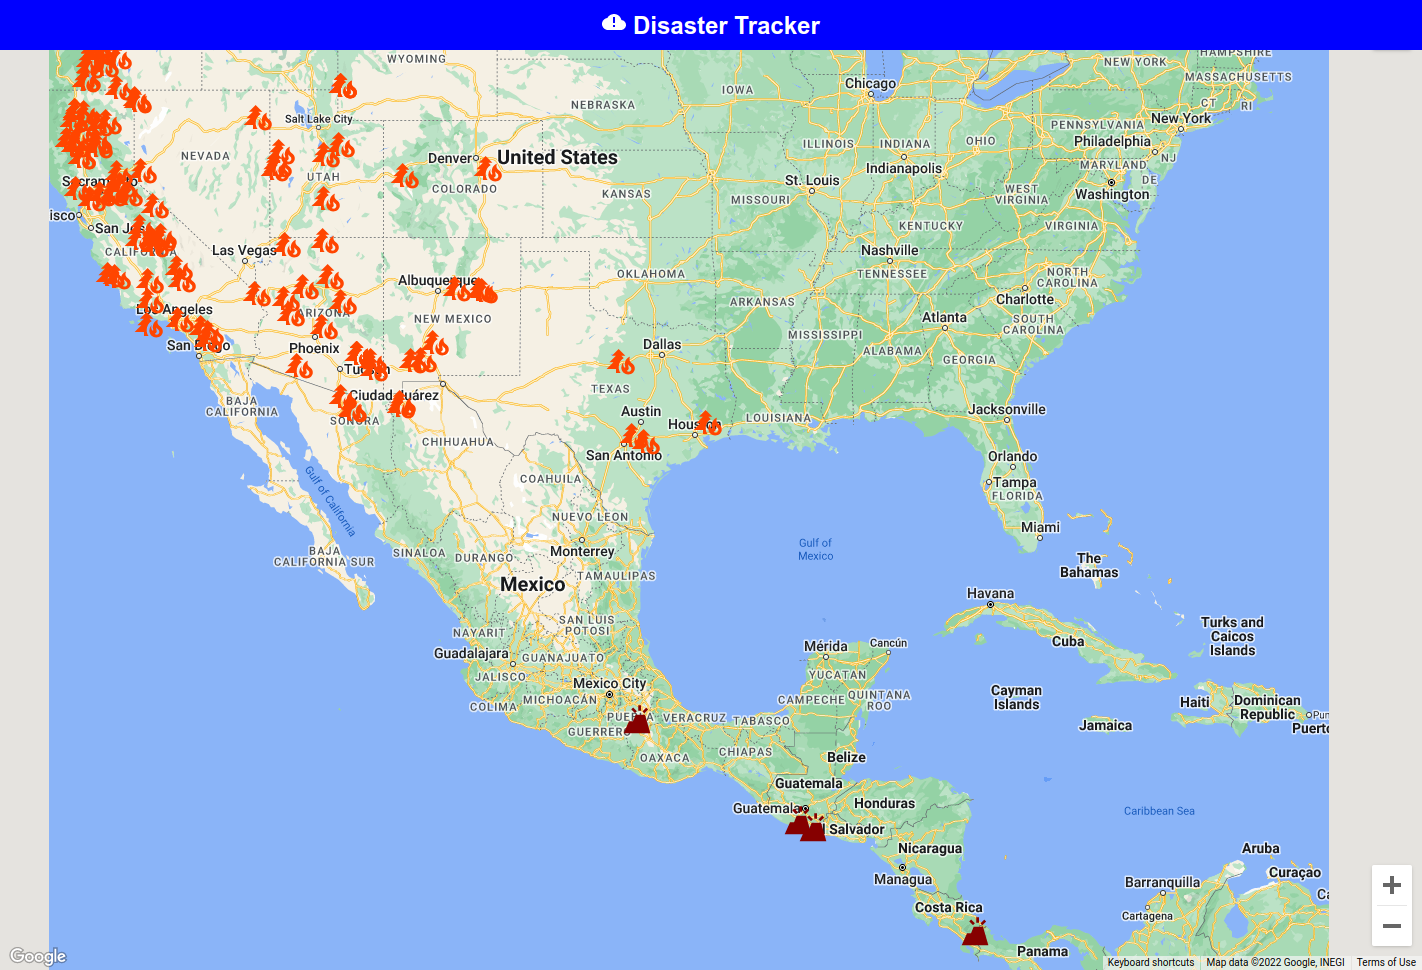 Disaster Tracker
HAMPSHIRE
WYOMING
NEW YORK
MASSACHUSETTS
Chicago
IOWA
NEBRASKA
CT
RI
Salt Lake City
New York
PENNSYLVANIA
Philadelphia
OHIO
ILLINOIS
INDIANA
NEVADA
Denver
United States
NJ
MARYLAND
Indianapolis
UTAH
St. Louis
DE
COLORADO
KANSAS
MISSOURI
WEST
VIRGINIA
Washington
isco
KENTUCKY
VIRGINIA
Las Vegas
Nashville
TENNESSEE
OKLAHOMA
NORTH
CAROLINA
Albuquerque
Charlotte
ARKANSAS
Los Angeles
ARIZONA
NEW MEXICO
Atlanta
SOUTH
CAROLINA
MISSISSIPPI
San Diego
Phoenix
Dallas
ALABAMA
GEORGIA
TEXAS
Ciudad Juárez
BAJA
CALIFORNIA
Austin
Jacksonville
SONORA
Houston
LOUISIANA
CHIHUAHUA
San Antonio
Orlando
COAHUILA
Tampa
FLORIDA
Gulf of California
NUEVO LEON
Miami
Gulf of
Mexico
BAJA
CALIFORNIA SUR
SINALOA
DURANGO
Monterrey
The
Bahamas
Mexico
TAMAULIPAS
Havana
SAN LUIS
POTOSI
Turks and
Caicos
Islands
NAYARIT
Cuba
Mérida
Cancún
Guadalajara
GUANAJUATO
JALISCO
YUCATAN
Mexico City
Cayman
Islands
COLIMA
MICHOACÁN
CAMPECHE
QUINTANA
ROO
Haiti
Dominican
Republic
PUEBLA
VERACRUZ
TABASCO
Jamaica
GUERRERO
OAXACA
CHIAPAS
Belize
Guatemala
Guatemala
Honduras
Caribbean Sea
Salvador
Nicaragua
Aruba
Managua
Curaçao
Barranquilla
Costa Rica
Cartagena
Panama
Google
Keyboard shortcuts
Map data ©2022 Google, INEGI
Terms of Use